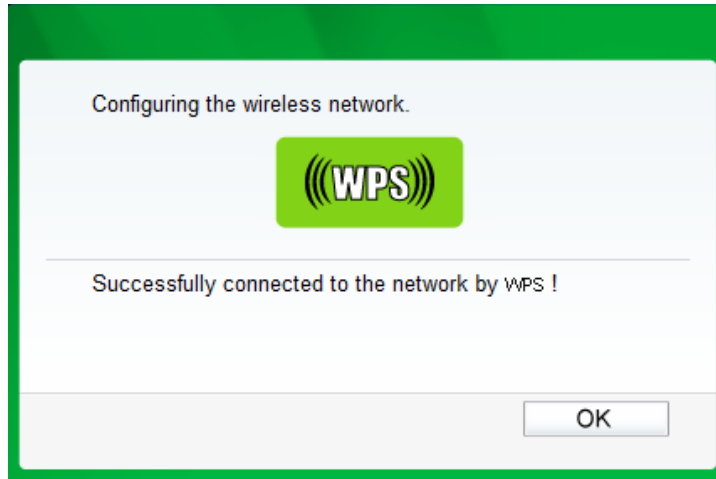 Configuring the wireless network.
(((WPS)))
Successfully connected to the network by WPS !
OK